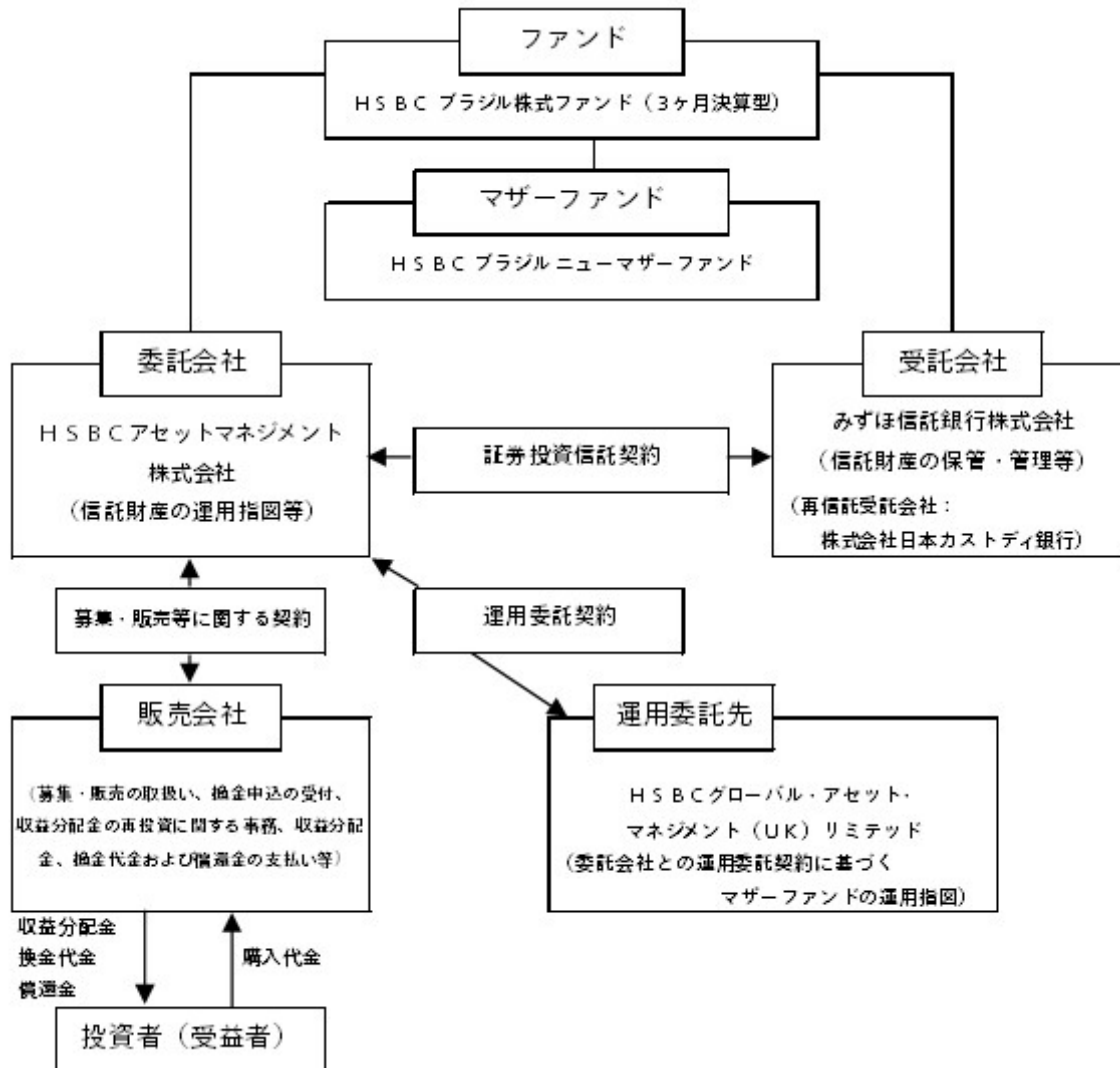 ファンド
HSBC ブラジル株式ファンド（3ヶ月決算型）
マザーファンド
HSBC ブラジル ニューマザーファンド
委託会社
HSBCアセットマネジメント
株式会社
（信託財産の運用指図等）
証券投資信託契約
受託会社
みずほ信託銀行株式会社
（信託財産の保管・管理等）
（再信託受託会社：
株式会社日本カストディ銀行）
募集・販売等に関する契約
運用委託契約
販売会社
（募集・販売の取扱い、換金申込の受付、
収益分配金の再投資に関する事務、収益分配
金、換金代金および償還金の支払い等）
運用委託先
HSBCグローバル・アセット・
マネジメント（UK）リミテッド
（委託会社との運用委託契約に基づく
マザーファンドの運用指図）
収益分配金
換金代金
償還金
購入代金
投資者（受益者）